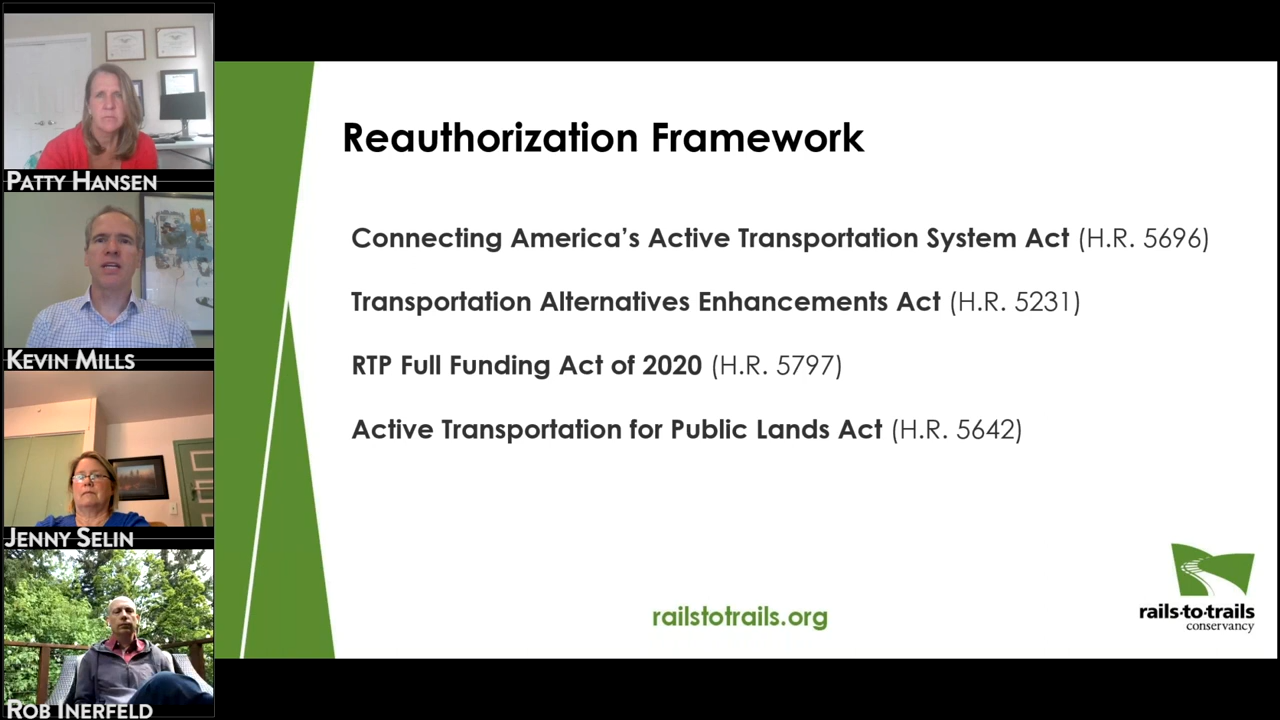 PATTY HANSEN
KEVIN MILLS
JENNY SELIN
ROB INERFELD
Reauthorization Framework
Connecting America's Active Transportation System Act (H.R. 5696)
Transportation Alternatives Enhancements Act (H.R. 5231)
RTP Full Funding Act of 2020 (H.R. 5797)
Active Transportation for Public Lands Act (H.R. 5642)
railstotrails.org
rails-to-trails
conservancy